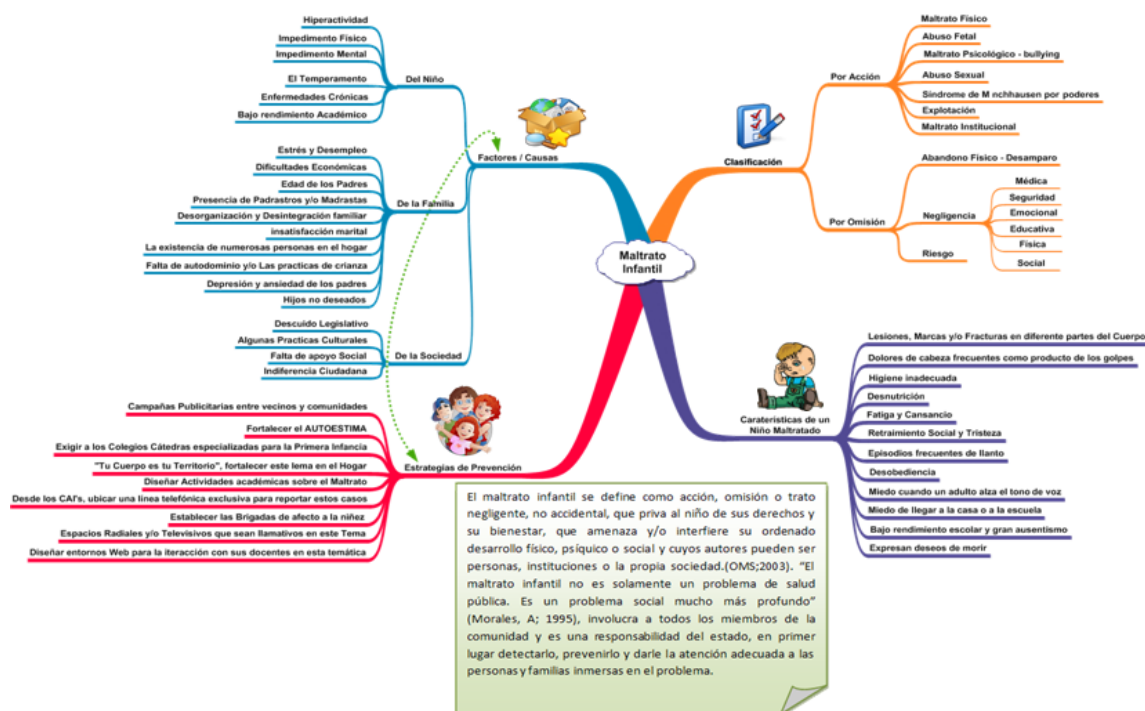 Maltrato
Infantil
Factores / Causas
Del Niño
Hiperactividad
Impedimento Físico
Impedimento Mental
El Temperamento
Enfermedades Crónicas
Bajo rendimiento Académico
De la Familia
Estrés y Desempleo
Dificultades Económicas
Edad de los Padres
Presencia de Padrastros y/o Madrastas
Desorganización y Desintegración familiar
insatisfacción marital
La existencia de numerosas personas en el hogar
Falta de autodominio y/o Las practicas de crianza
Depresión y ansiedad de los padres
Hijos no deseados
De la Sociedad
Descuido Legislativo
Algunas Practicas Culturales
Falta de apoyo Social
Indiferencia Ciudadana
Estrategias de Prevención
Campañas Publicitarias entre vecinos y comunidades
Fortalecer el AUTOESTIMA
Exigir a los Colegios Cátedras especializadas para la Primera Infancia
"Tu Cuerpo es tu Territorio", fortalecer este lema en el Hogar
Diseñar Actividades académicas sobre el Maltrato
Desde los CAI's, ubicar una línea telefónica exclusiva para reportar estos casos
Establecer las Brigadas de afecto a la niñez
Espacios Radiales y/o Televisivos que sean llamativos en este Tema
Diseñar entornos Web para la iteracción con sus docentes en esta temática
Clasificación
Por Acción
Maltrato Físico
Abuso Fetal
Maltrato Psicológico - bullying
Abuso Sexual
Síndrome de M nchhausen por poderes
Explotación
Maltrato Institucional
Por Omisión
Abandono Físico - Desamparo
Negligencia
Médica
Seguridad
Emocional
Educativa
Física
Social
Riesgo
Caraterísticas de un
Niño Maltratado
Lesiones, Marcas y/o Fracturas en diferente partes del Cuerpo
Dolores de cabeza frecuentes como producto de los golpes
Higiene inadecuada
Desnutrición
Fatiga y Cansancio
Retraimiento Social y Tristeza
Episodios frecuentes de llanto
Desobediencia
Miedo cuando un adulto alza el tono de voz
Miedo de llegar a la casa o a la escuela
Bajo rendimiento escolar y gran ausentismo
Expresan deseos de morir
El maltrato infantil se define como acción, omisión o trato
negligente, no accidental, que priva al niño de sus derechos y
su bienestar, que amenaza y/o interfiere su ordenado
desarrollo físico, psíquico o social y cuyos autores pueden ser
personas, instituciones o la propia sociedad.(OMS;2003). "El
maltrato infantil no es solamente un problema de salud
pública. Es un problema social mucho más profundo"
(Morales, A; 1995), involucra a todos los miembros de la
comunidad y es una responsabilidad del estado, en primer
lugar detectarlo, prevenirlo y darle la atención adecuada a las
personas y familias inmersas en el problema.